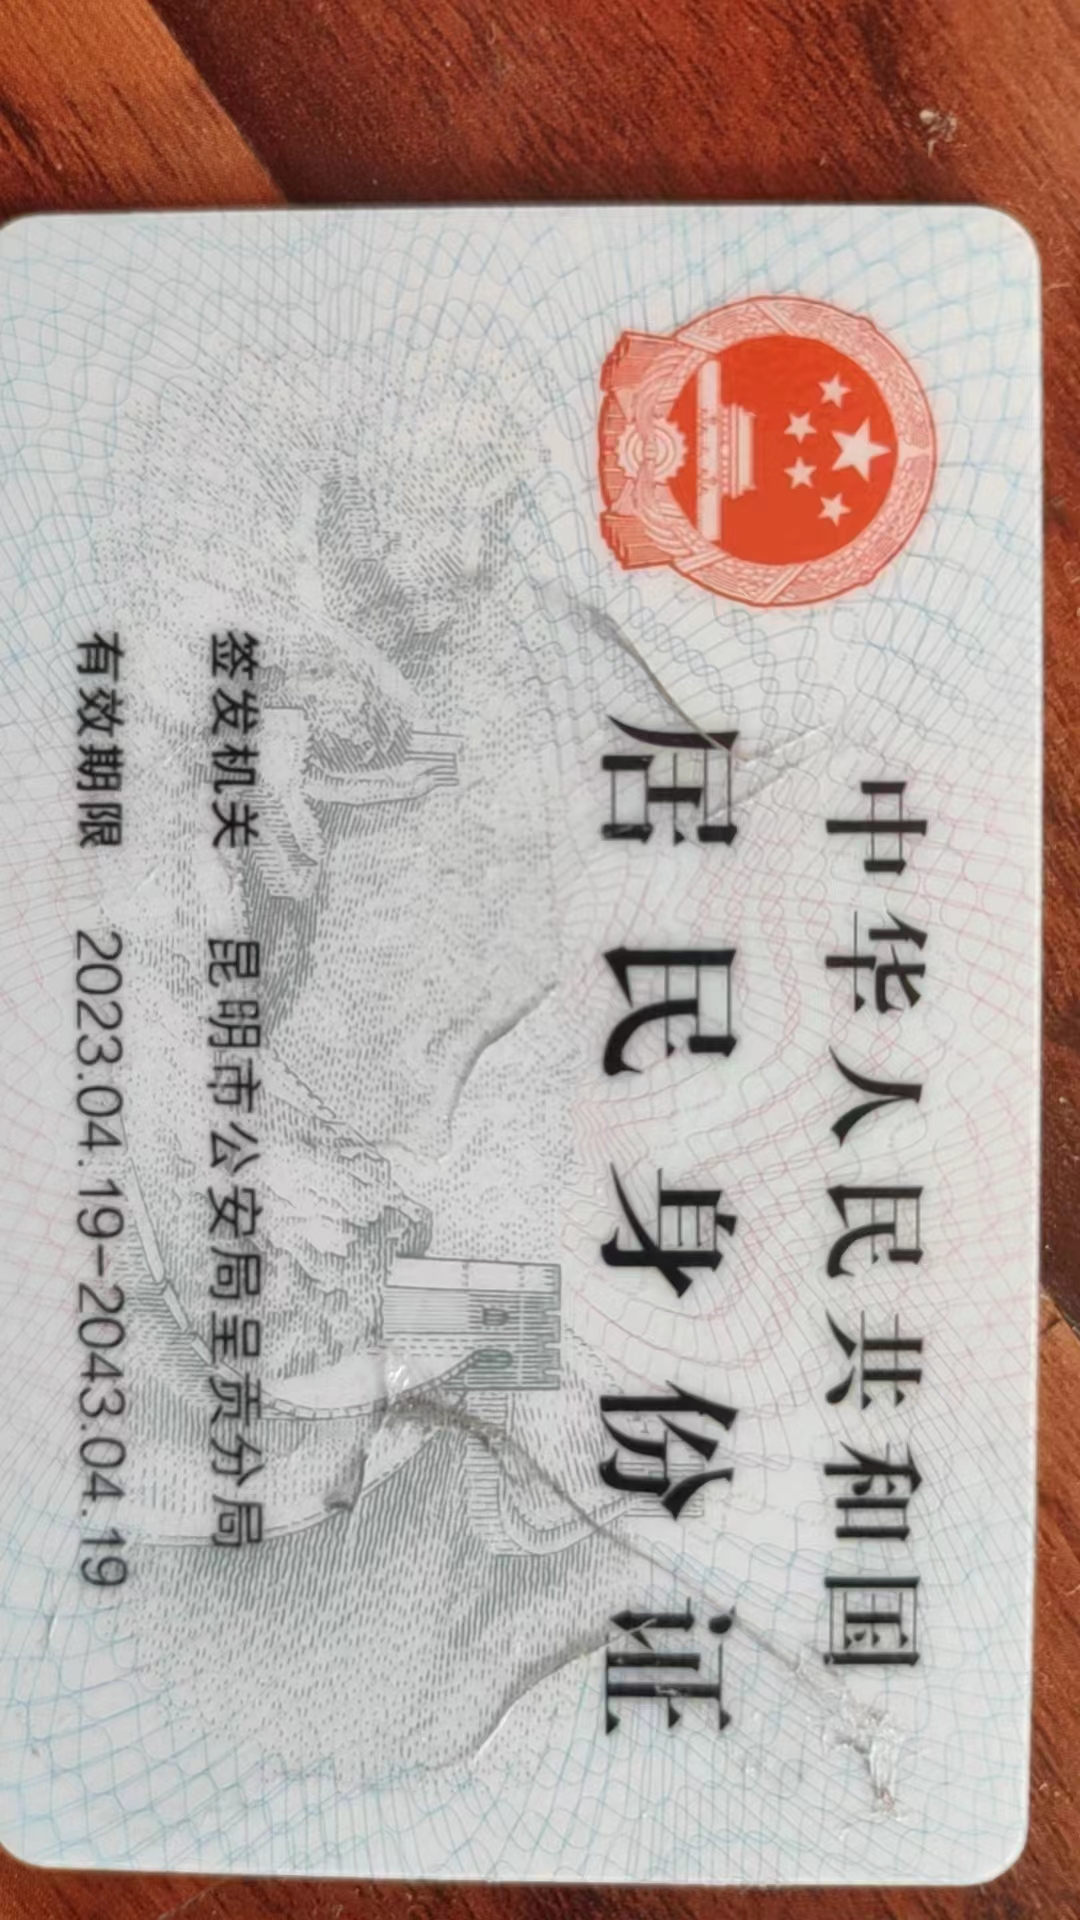 中华人民共和国
居民身份证
签发机关 昆明市公安局呈贡分局
有效期限 2023.04.19-2043.04.19